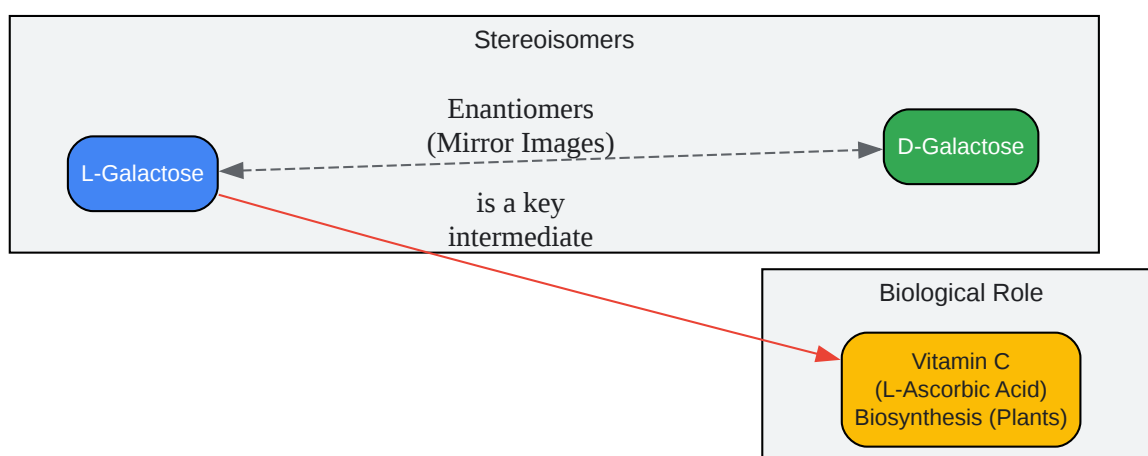 Stereoisomers
Enantiomers
(Mirror Images)
L-Galactose
D-Galactose
is a key
intermediate
Biological Role
Vitamin C
(L-Ascorbic Acid)
Biosynthesis (Plants)